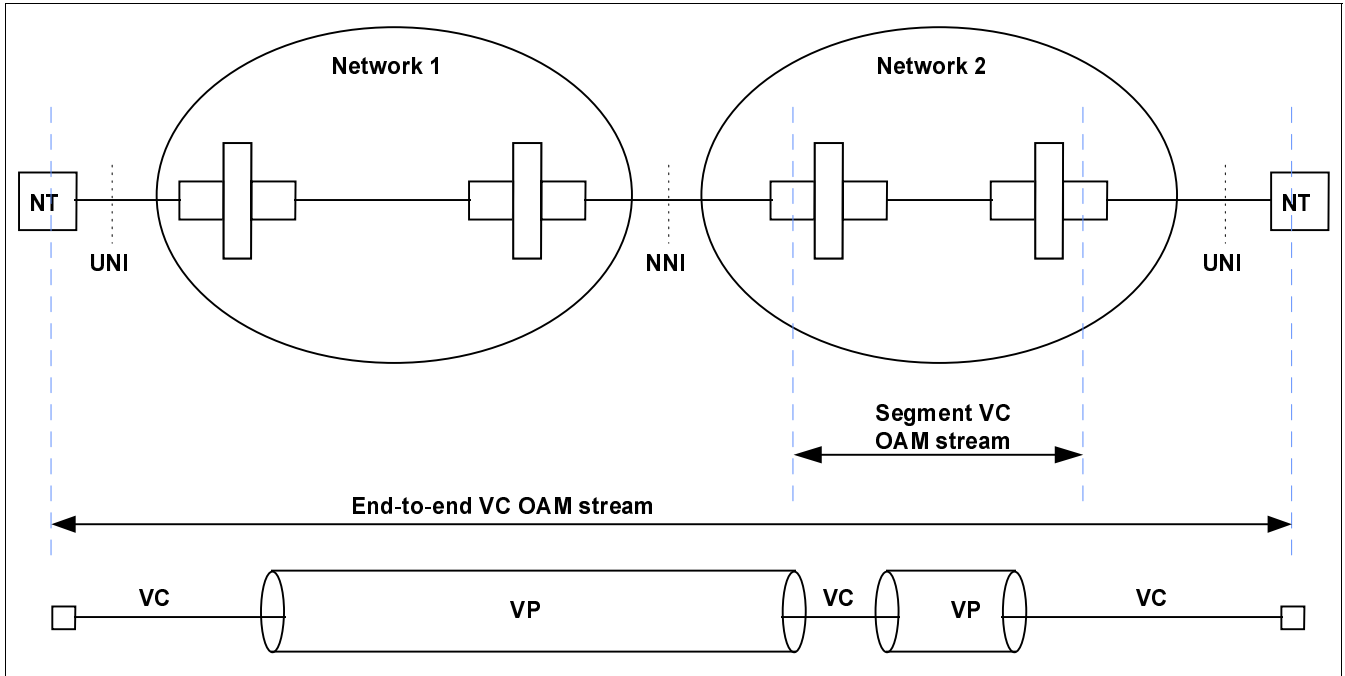 Network 1
Network 2
NT
NT
UNI
NNI
UNI
Segment VC
OAM stream
End-to-end VC OAM stream
VC
VP
VC
VP
VC